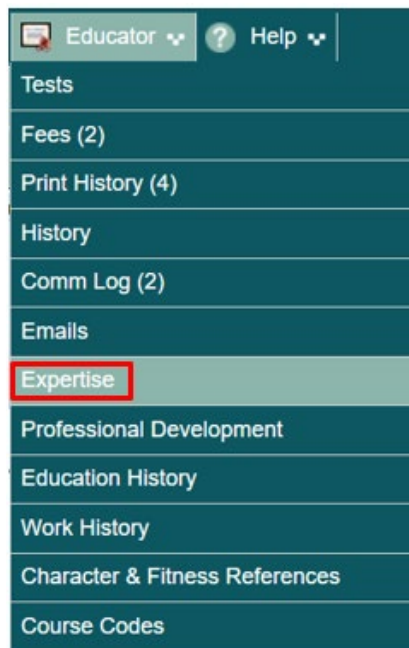 Educator
? Help
Tests
Fees (2)
Print History (4)
History
Comm Log (2)
Emails
Expertise
Professional Development
Education History
Work History
Character & Fitness References
Course Codes